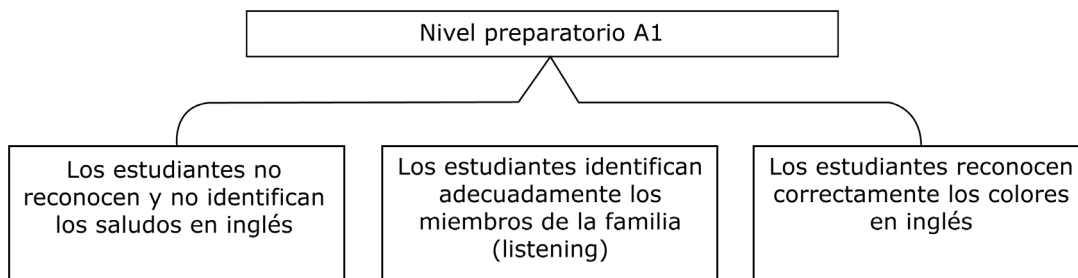 Nivel preparatorio A1
Los estudiantes no
reconocen y no identifican
los saludos en inglés
Los estudiantes identifican
adecuadamente los
miembros de la familia
(listening)
Los estudiantes reconocen
correctamente los colores
en inglés